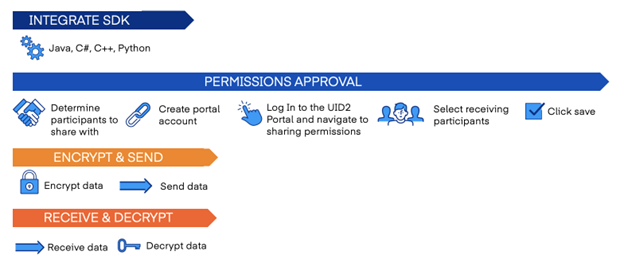 INTEGRATE SDK
Java, C#, C++, Python
PERMISSIONS APPROVAL
Determine
participants to
share with
Create portal
account
Log In to the UID2
Portal and navigate to
sharing permissions
Select receiving
participants
Click save
ENCRYPT & SEND
Encrypt data
Send data
RECEIVE & DECRYPT
Receive data
Decrypt data